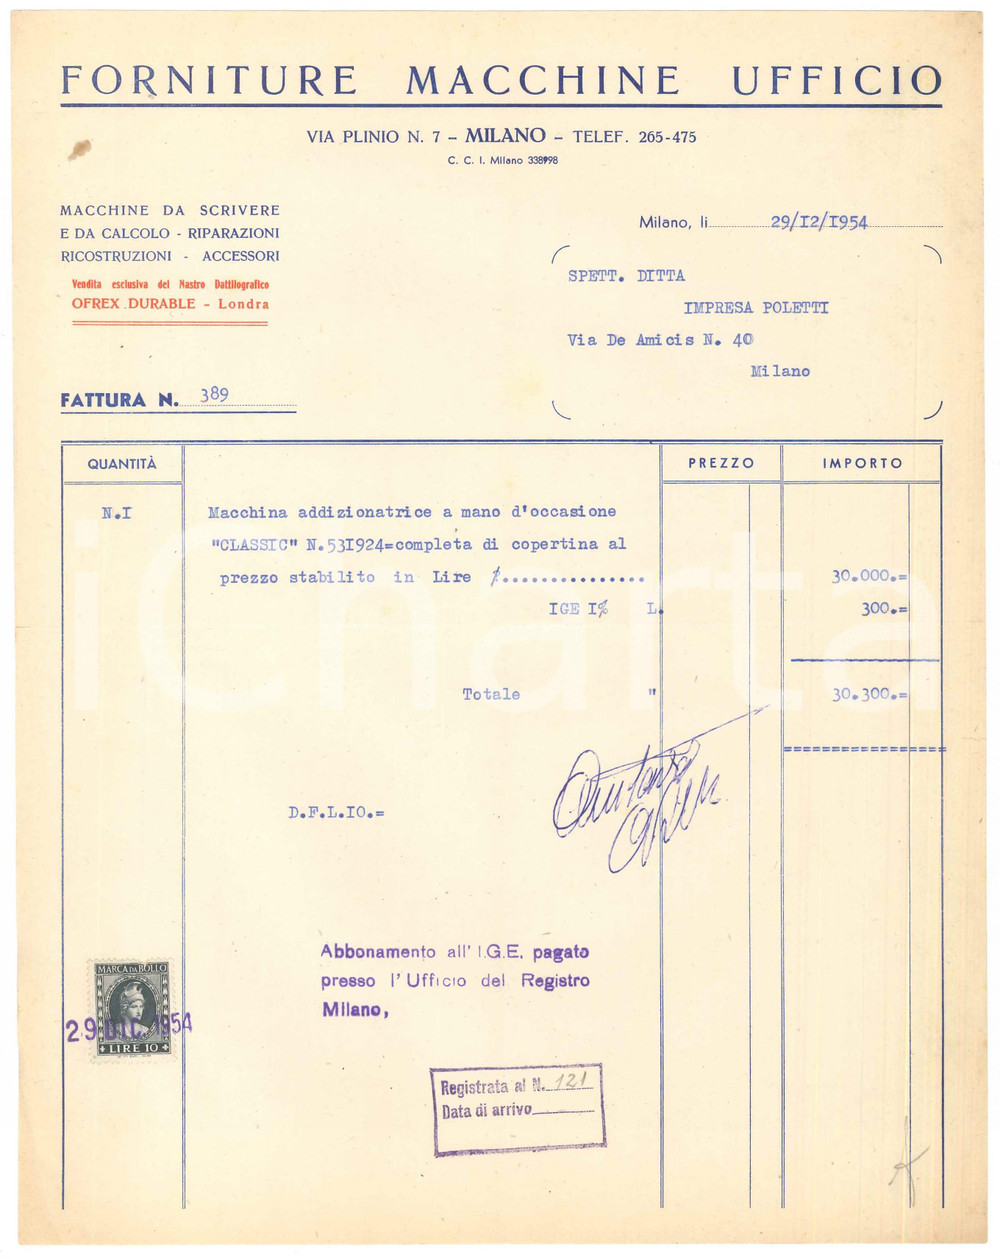 FORNITURE MACCHINE UFFICIO
VIA PLINIO N. 7 – MILANO – TELEF. 265-475
C. C. I. Milano 338998
MACCHINE DA SCRIVERE
E DA CALCOLO - RIPARAZIONI
RICOSTRUZIONI - ACCESSORI
Vendita esclusiva del Nastro Dattilografico
OFREX DURABLE - Londra
Milano, li 29/I2/I954
SPETT. DITTA
IMPRESA POLETTI
Via De Amicis N. 40
Milano
FATTURA N. 389
QUANTITÀ PREZZO IMPORTO
N.I Macchina addizionatrice a mano d'occasione
"CLASSIC" N.53I924=completa di copertina al
prezzo stabilito in Lire ............... 30.000.=
IGE I% L. 300.=
Totale " 30.300.=
D.F.L.IO.=
Abbonamento all' I.G.E. pagato
presso l'Ufficio del Registro
Milano,
MARCA DA BOLLO
29 DIC. 1954
LIRE 10
Registrata al N. 121
Data di arrivo
iCharta